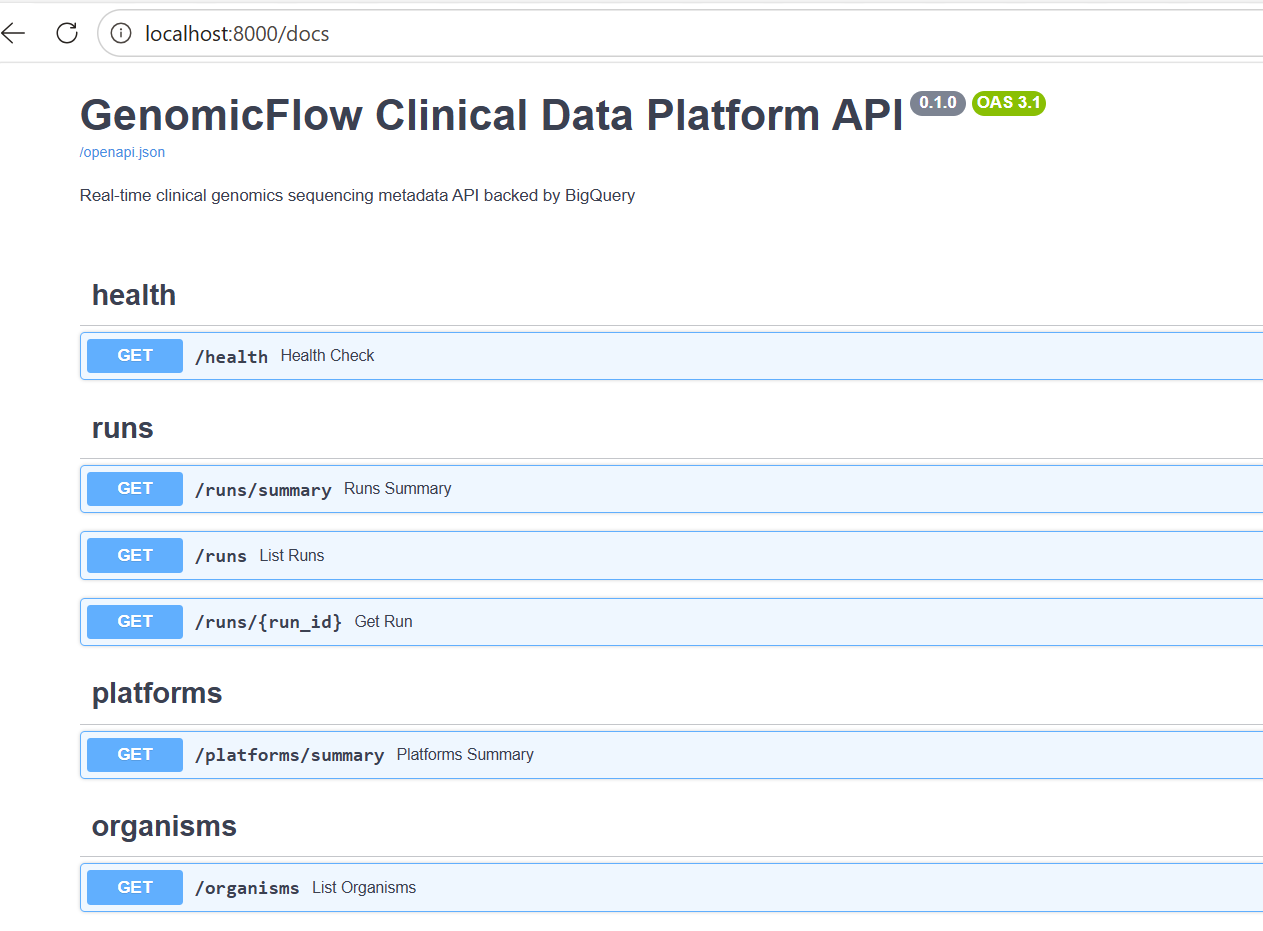 localhost:8000/docs
GenomicFlow Clinical Data Platform API 0.1.0 OAS 3.1
/openapi.json
Real-time clinical genomics sequencing metadata API backed by BigQuery
health
GET /health Health Check
runs
GET /runs/summary Runs Summary
GET /runs List Runs
GET /runs/{run_id} Get Run
platforms
GET /platforms/summary Platforms Summary
organisms
GET /organisms List Organisms